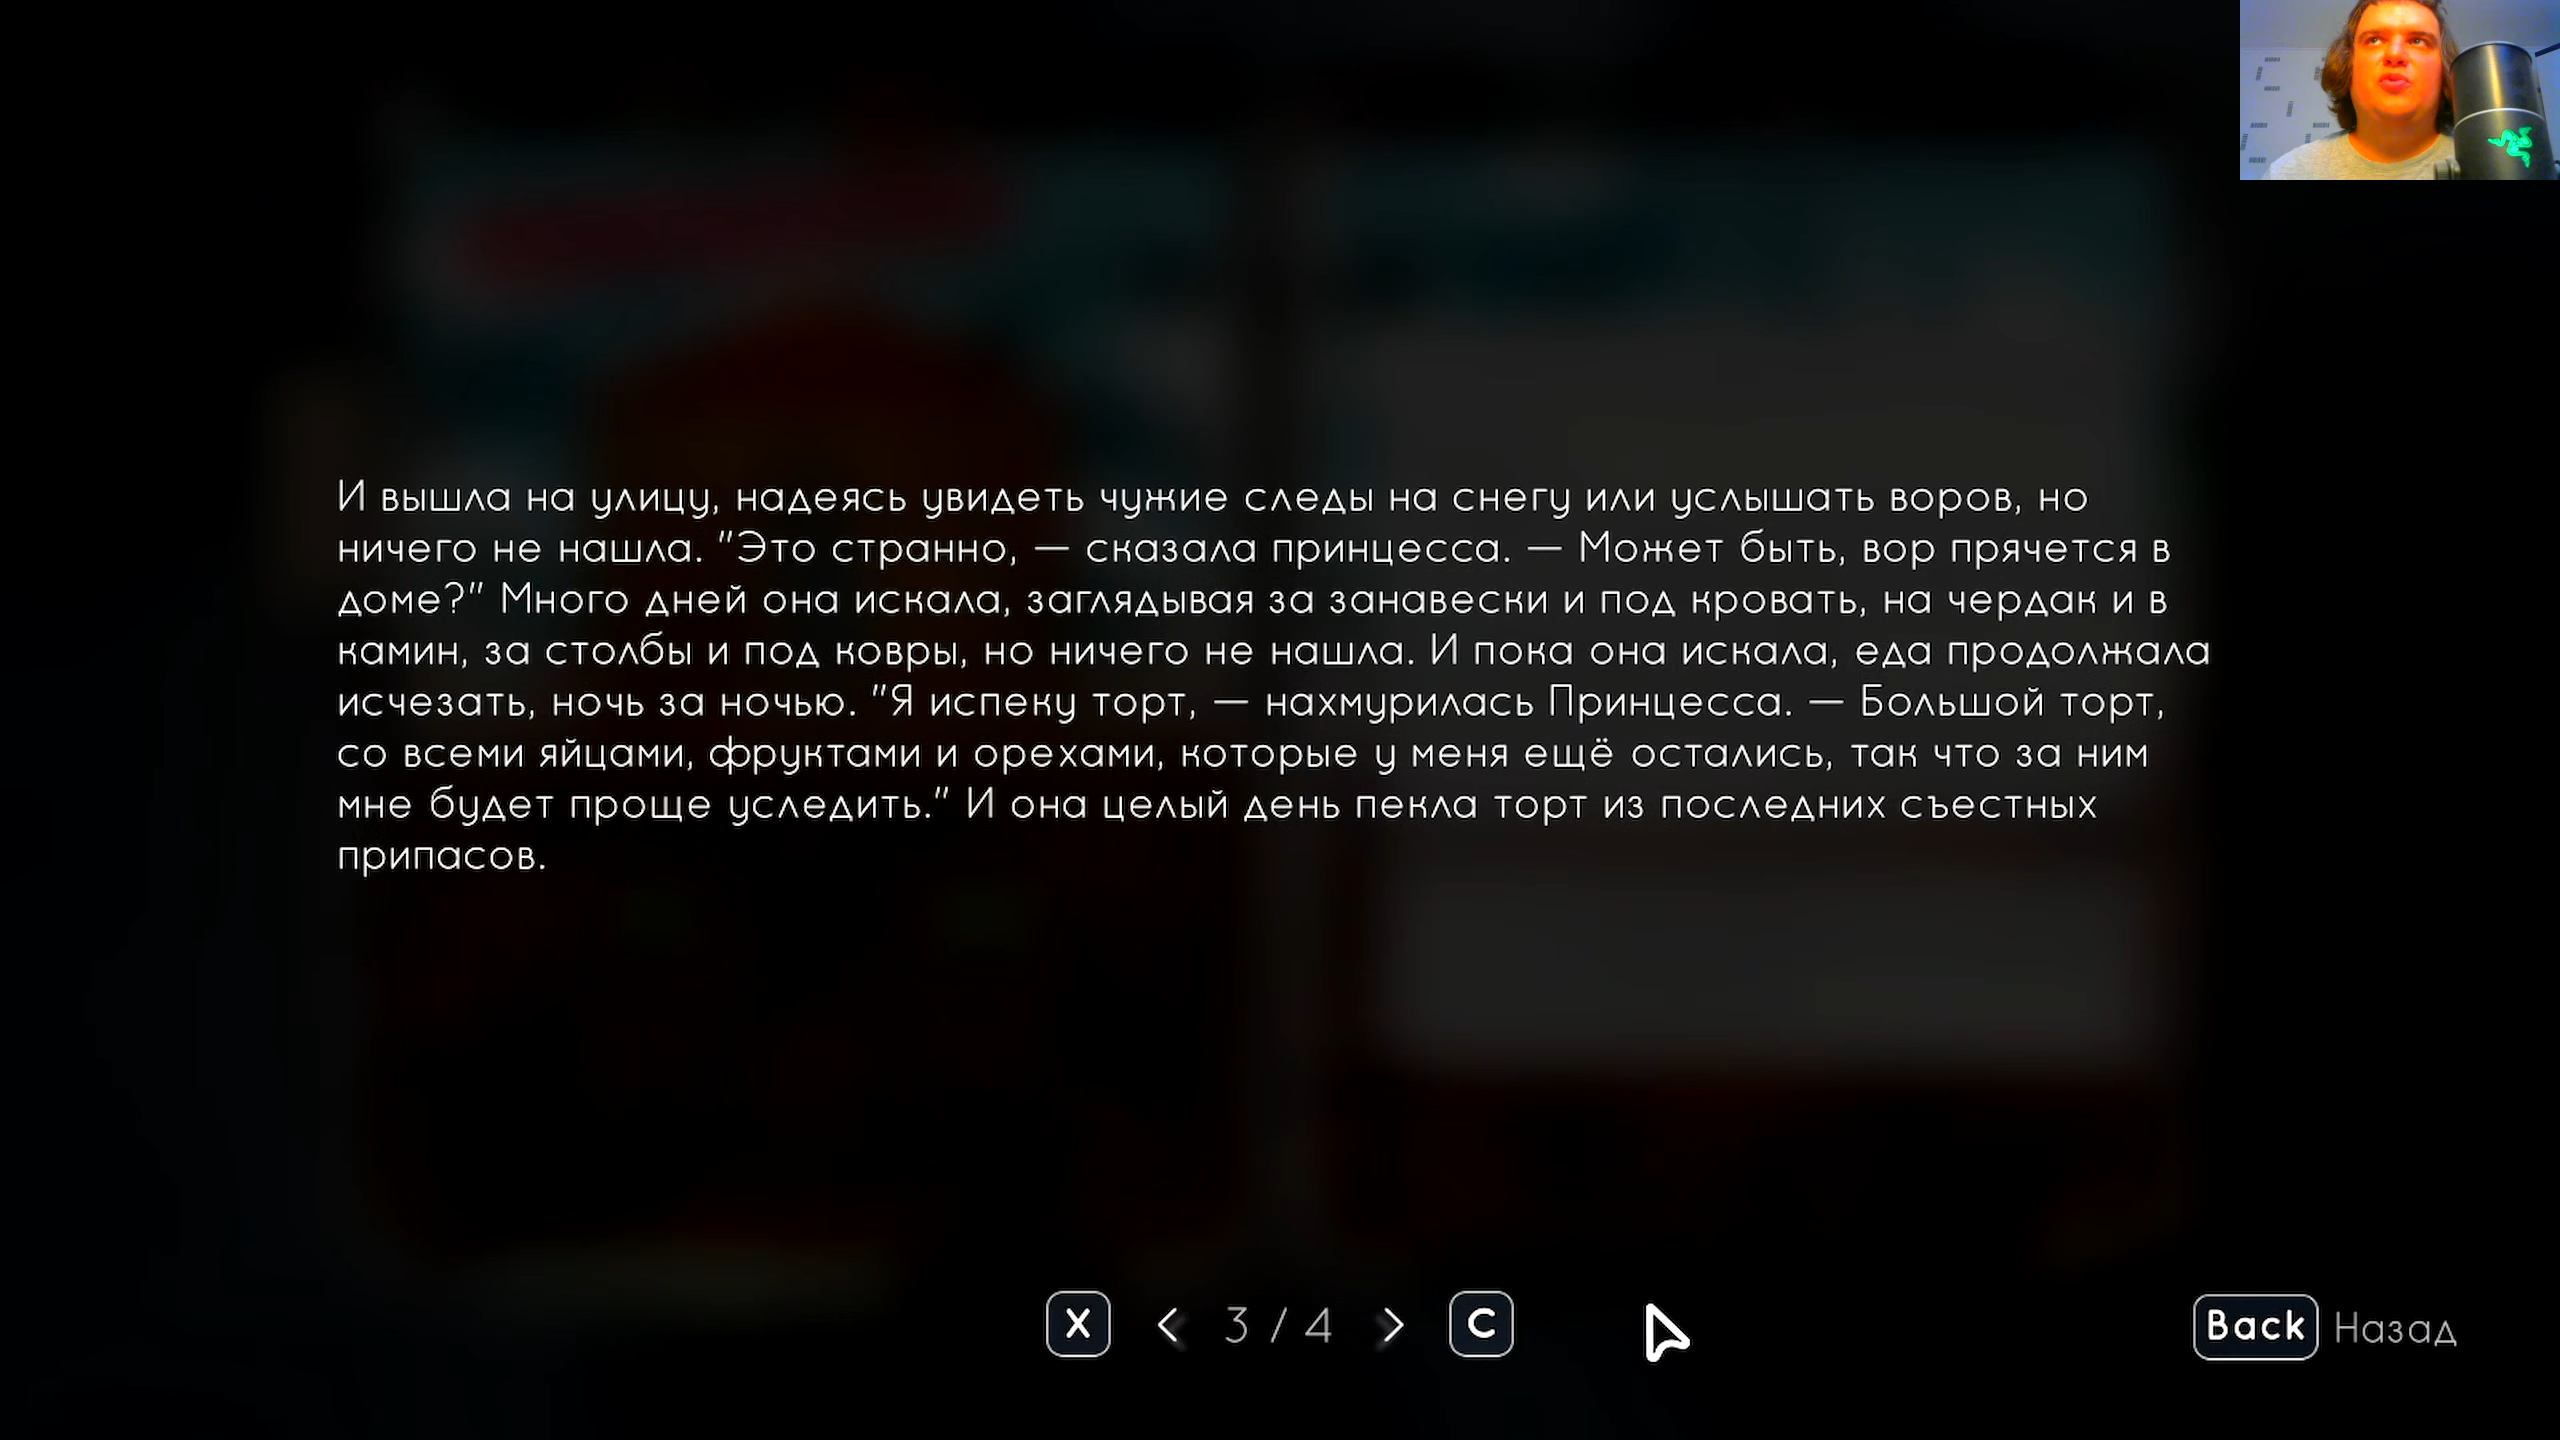 И вышла на улицу, надеясь увидеть чужие следы на снегу или услышать воров, но
ничего не нашла. "Это странно, — сказала принцесса. — Может быть, вор прячется в
доме?" Много дней она искала, заглядывая за занавески и под кровать, на чердак и в
камин, за столбы и под ковры, но ничего не нашла. И пока она искала, еда продолжала
исчезать, ночь за ночью. "Я испеку торт, — нахмурилась Принцесса. — Большой торт,
со всеми яйцами, фруктами и орехами, которые у меня ещё остались, так что за ним
мне будет проще уследить." И она целый день пекла торт из последних съестных
припасов.
X < 3 / 4 > C
Back Назад